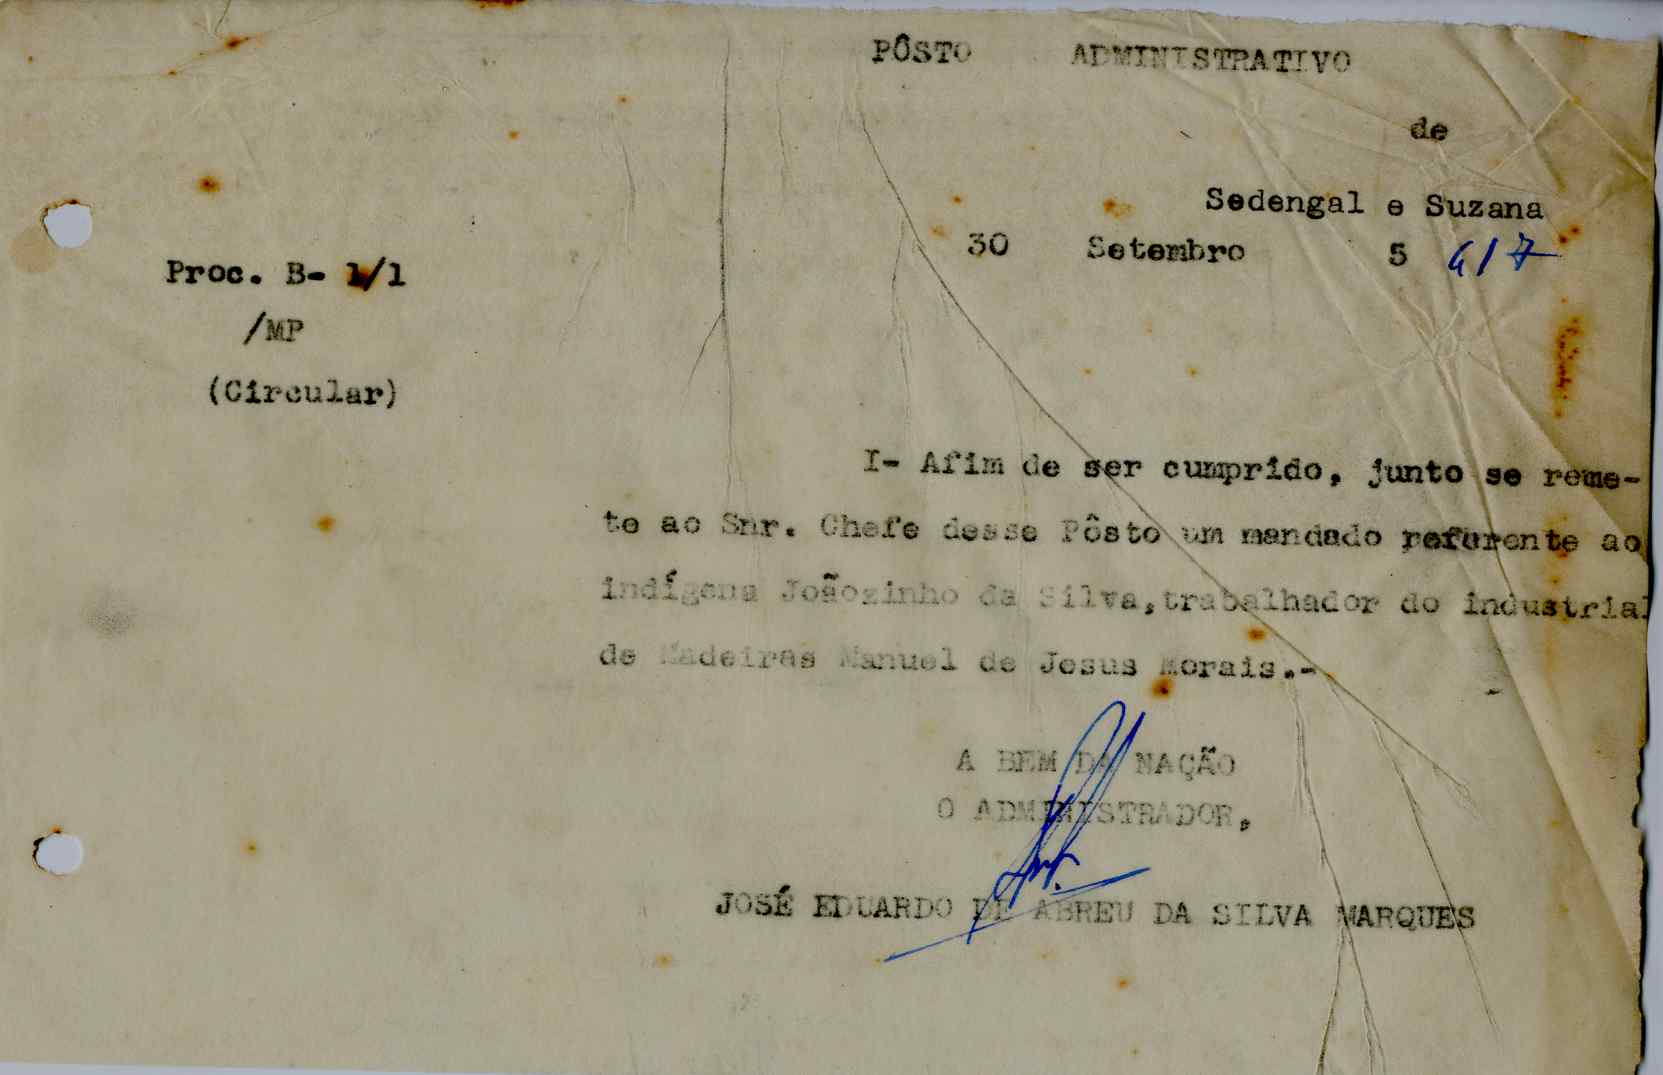 PÔSTO ADMINISTRATIVO
de
Sedengal e Suzana
30 Setembro 5 617
Proc. B- 1/1
/MP
(Circular)
I- Afim de ser cumprido, junto se reme-
te ao Snr. Chefe desse Pôsto um mandado referente ao
indígena Joãozinho da Silva,trabalhador do industrial
de Madeiras Manuel de Jesus Morais.-
A BEM DA NAÇÃO
O ADMINISTRADOR,
JOSÉ EDUARDO DE ABREU DA SILVA MARQUES